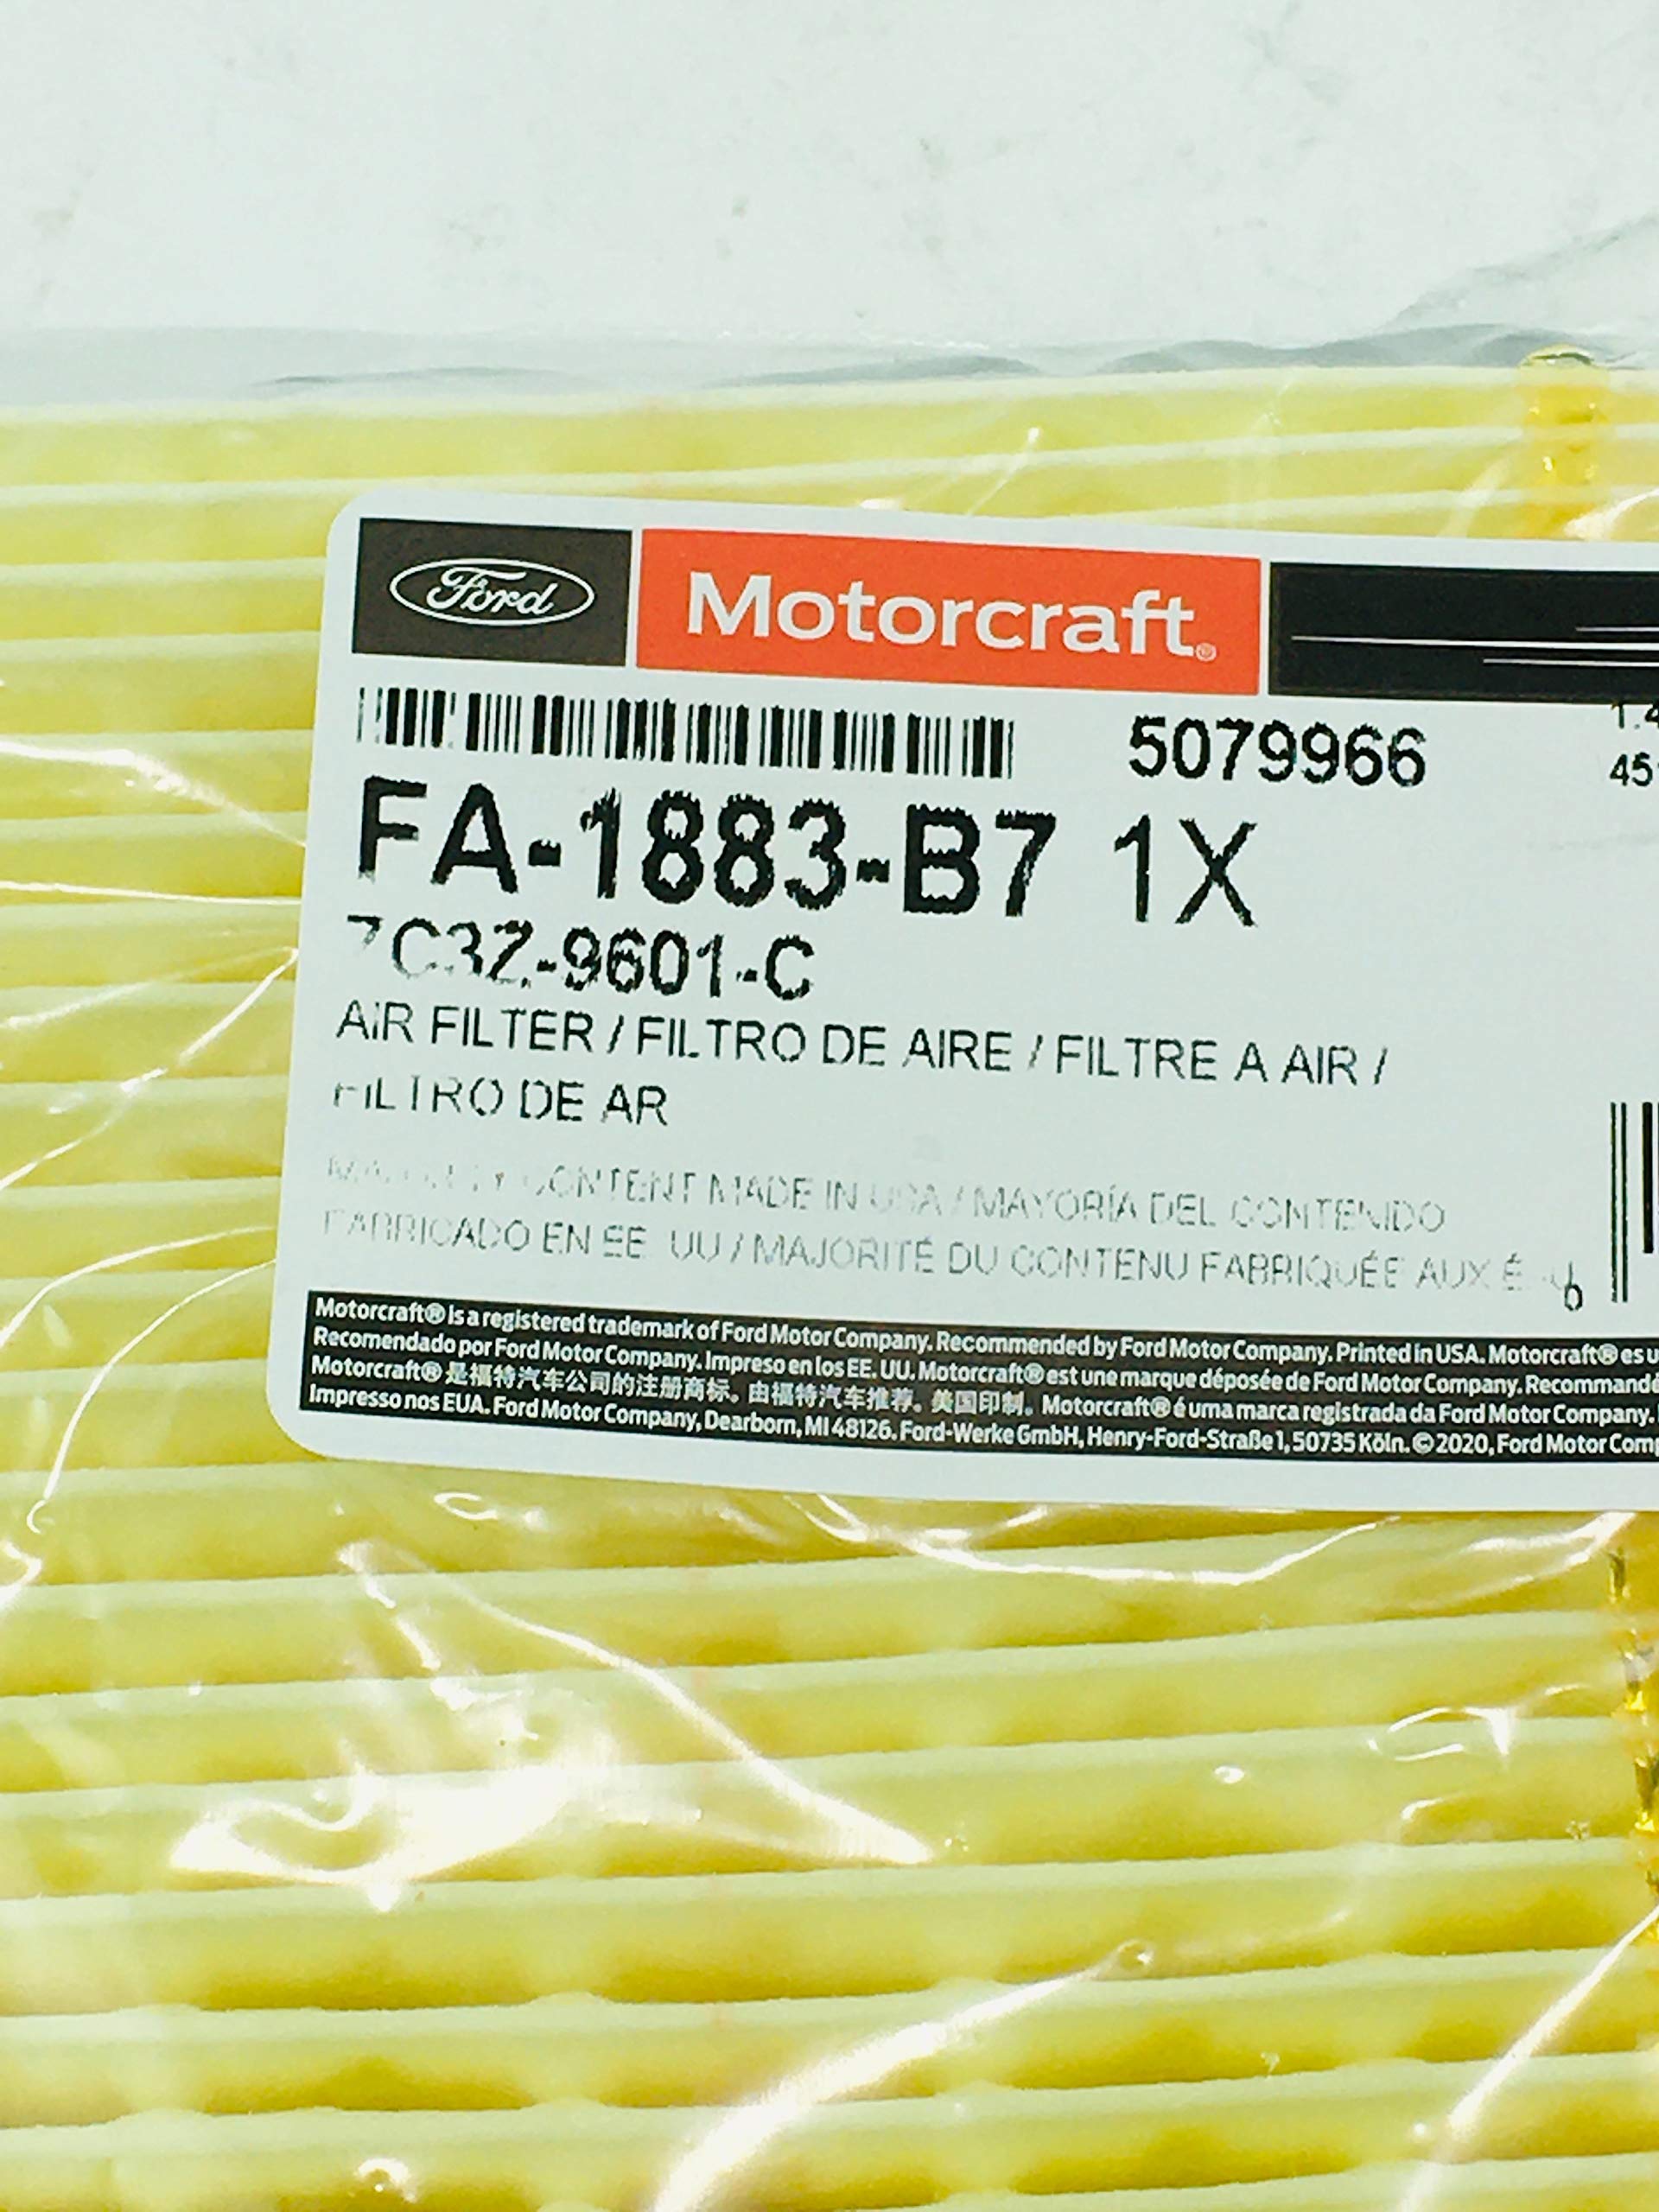 Ford Motorcraft®
5079966
FA-1883-B7 1X
7C3Z-9601-C
AIR FILTER / FILTRO DE AIRE / FILTRE A AIR /
FILTRO DE AR
CONTENT MADE IN USA / MAYORÍA DEL CONTENIDO
FABRICADO EN EE. UU / MAJORITÉ DU CONTENU FABRIQUÉE AUX
Motorcraft® is a registered trademark of Ford Motor Company. Recommended by Ford Motor Company. Printed in USA. Motorcraft® es
Recomendado por Ford Motor Company. Impreso en los EE. UU. Motorcraft® est une marque déposée de Ford Motor Company.
Motorcraft® 是福特汽车公司的注册商标。由福特汽车推荐。美国印制。Motorcraft® é uma marca registrada da Ford Motor Company.
Impresso nos EUA. Ford Motor Company, Dearborn, MI 48126. Ford-Werke GmbH, Henry-Ford-Straße 1, 50735 Köln. © 2020, Ford Motor